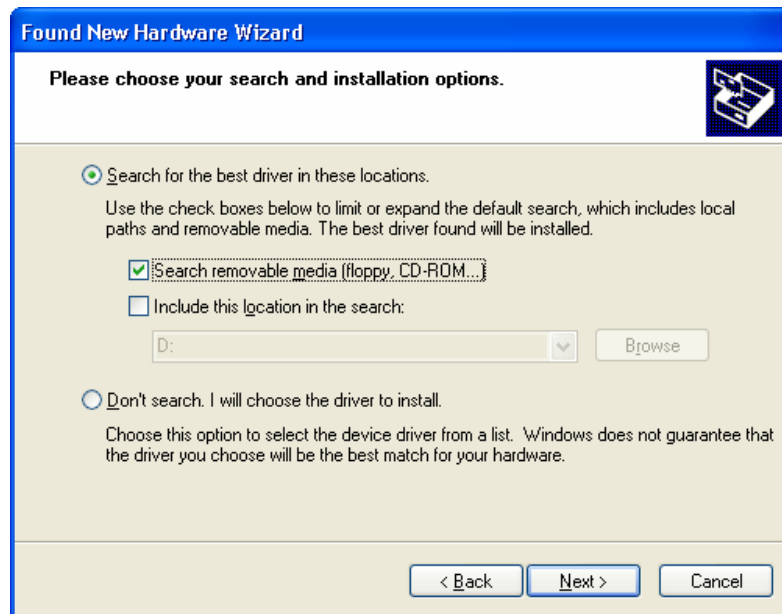 Found New Hardware Wizard
Please choose your search and installation options.
Search for the best driver in these locations.
Use the check boxes below to limit or expand the default search, which includes local
paths and removable media. The best driver found will be installed.
Search removable media (floppy, CD-ROM...)
Include this location in the search:
D:
Browse
Don't search. I will choose the driver to install.
Choose this option to select the device driver from a list. Windows does not guarantee that
the driver you choose will be the best match for your hardware.
< Back
Next >
Cancel